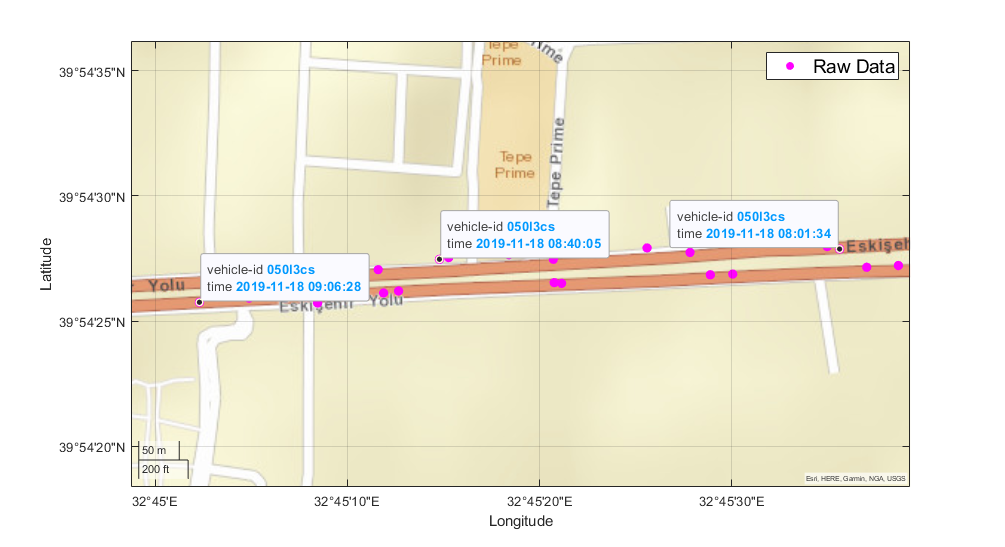 Tepe
Prime
ime
Raw Data
39°54'35"N
Tepe Prime
Tepe
Prime
39°54'30"N
vehicle-id 050l3cs
time 2019-11-18 08:01:34
vehicle-id 050l3cs
time 2019-11-18 08:40:05
Eskişeh
vehicle-id 050l3cs
time 2019-11-18 09:06:28
r Yolu
Eskişehir Yolu
39°54'25"N
Latitude
39°54'20"N
50 m
200 ft
Esri, HERE, Garmin, NGA, USGS
32°45'E
32°45'10"E
32°45'20"E
32°45'30"E
Longitude